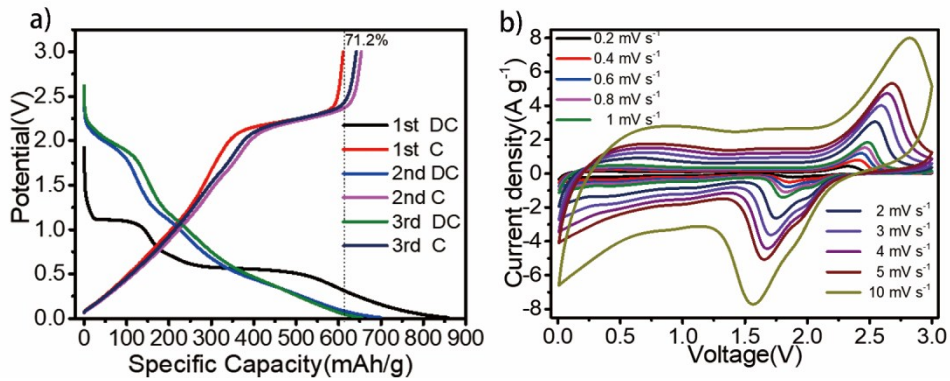 a)
71.2%
3.0
2.5
2.0
1.5
1.0
0.5
0.0
Potential(V)
1st DC
1st C
2nd DC
2nd C
3rd DC
3rd C
0 100 200 300 400 500 600 700 800 900
Specific Capacity(mAh/g)
b)
8
6
4
2
0
-2
-4
-6
-8
Current density(A g⁻¹)
0.2 mV s⁻¹
0.4 mV s⁻¹
0.6 mV s⁻¹
0.8 mV s⁻¹
1 mV s⁻¹
2 mV s⁻¹
3 mV s⁻¹
4 mV s⁻¹
5 mV s⁻¹
10 mV s⁻¹
0.0 0.5 1.0 1.5 2.0 2.5 3.0
Voltage(V)